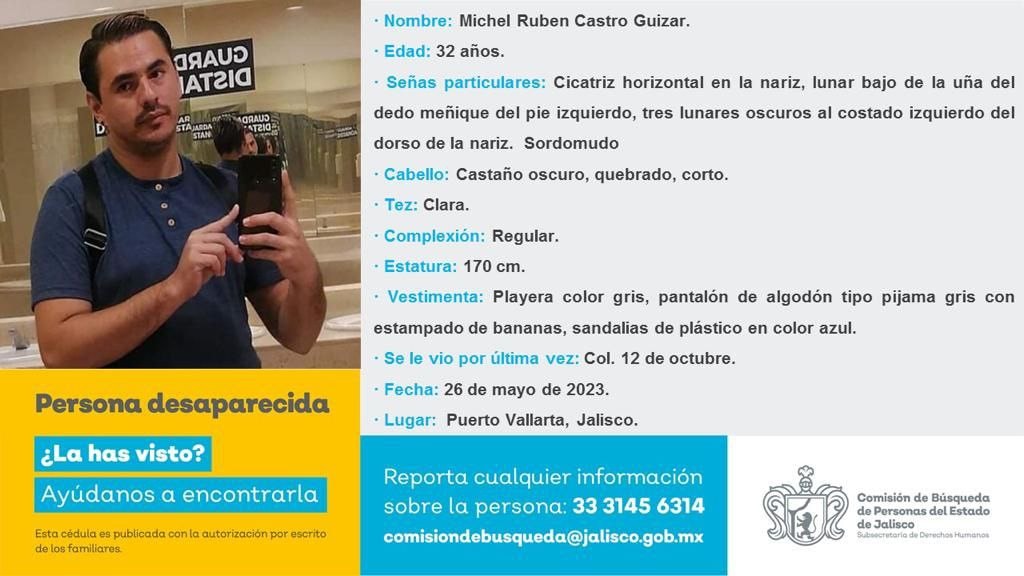 GUARD
DISTAN
· Nombre: Michel Ruben Castro Guizar.
· Edad: 32 años.
· Señas particulares: Cicatriz horizontal en la nariz, lunar bajo de la uña del
dedo meñique del pie izquierdo, tres lunares oscuros al costado izquierdo del
dorso de la nariz. Sordomudo
· Cabello: Castaño oscuro, quebrado, corto.
· Tez: Clara.
· Complexión: Regular.
· Estatura: 170 cm.
· Vestimenta: Playera color gris, pantalón de algodón tipo pijama gris con
estampado de bananas, sandalias de plástico en color azul.
· Se le vio por última vez: Col. 12 de octubre.
· Fecha: 26 de mayo de 2023.
· Lugar: Puerto Vallarta, Jalisco.
Persona desaparecida
¿La has visto?
Ayúdanos a encontrarla
Esta cédula es publicada con la autorización por escrito
de los familiares.
Reporta cualquier información
sobre la persona: 33 3145 6314
comisiondebusqueda@jalisco.gob.mx
Comisión de Búsqueda
de Personas del Estado
de Jalisco
Subsecretaría de Derechos Humanos